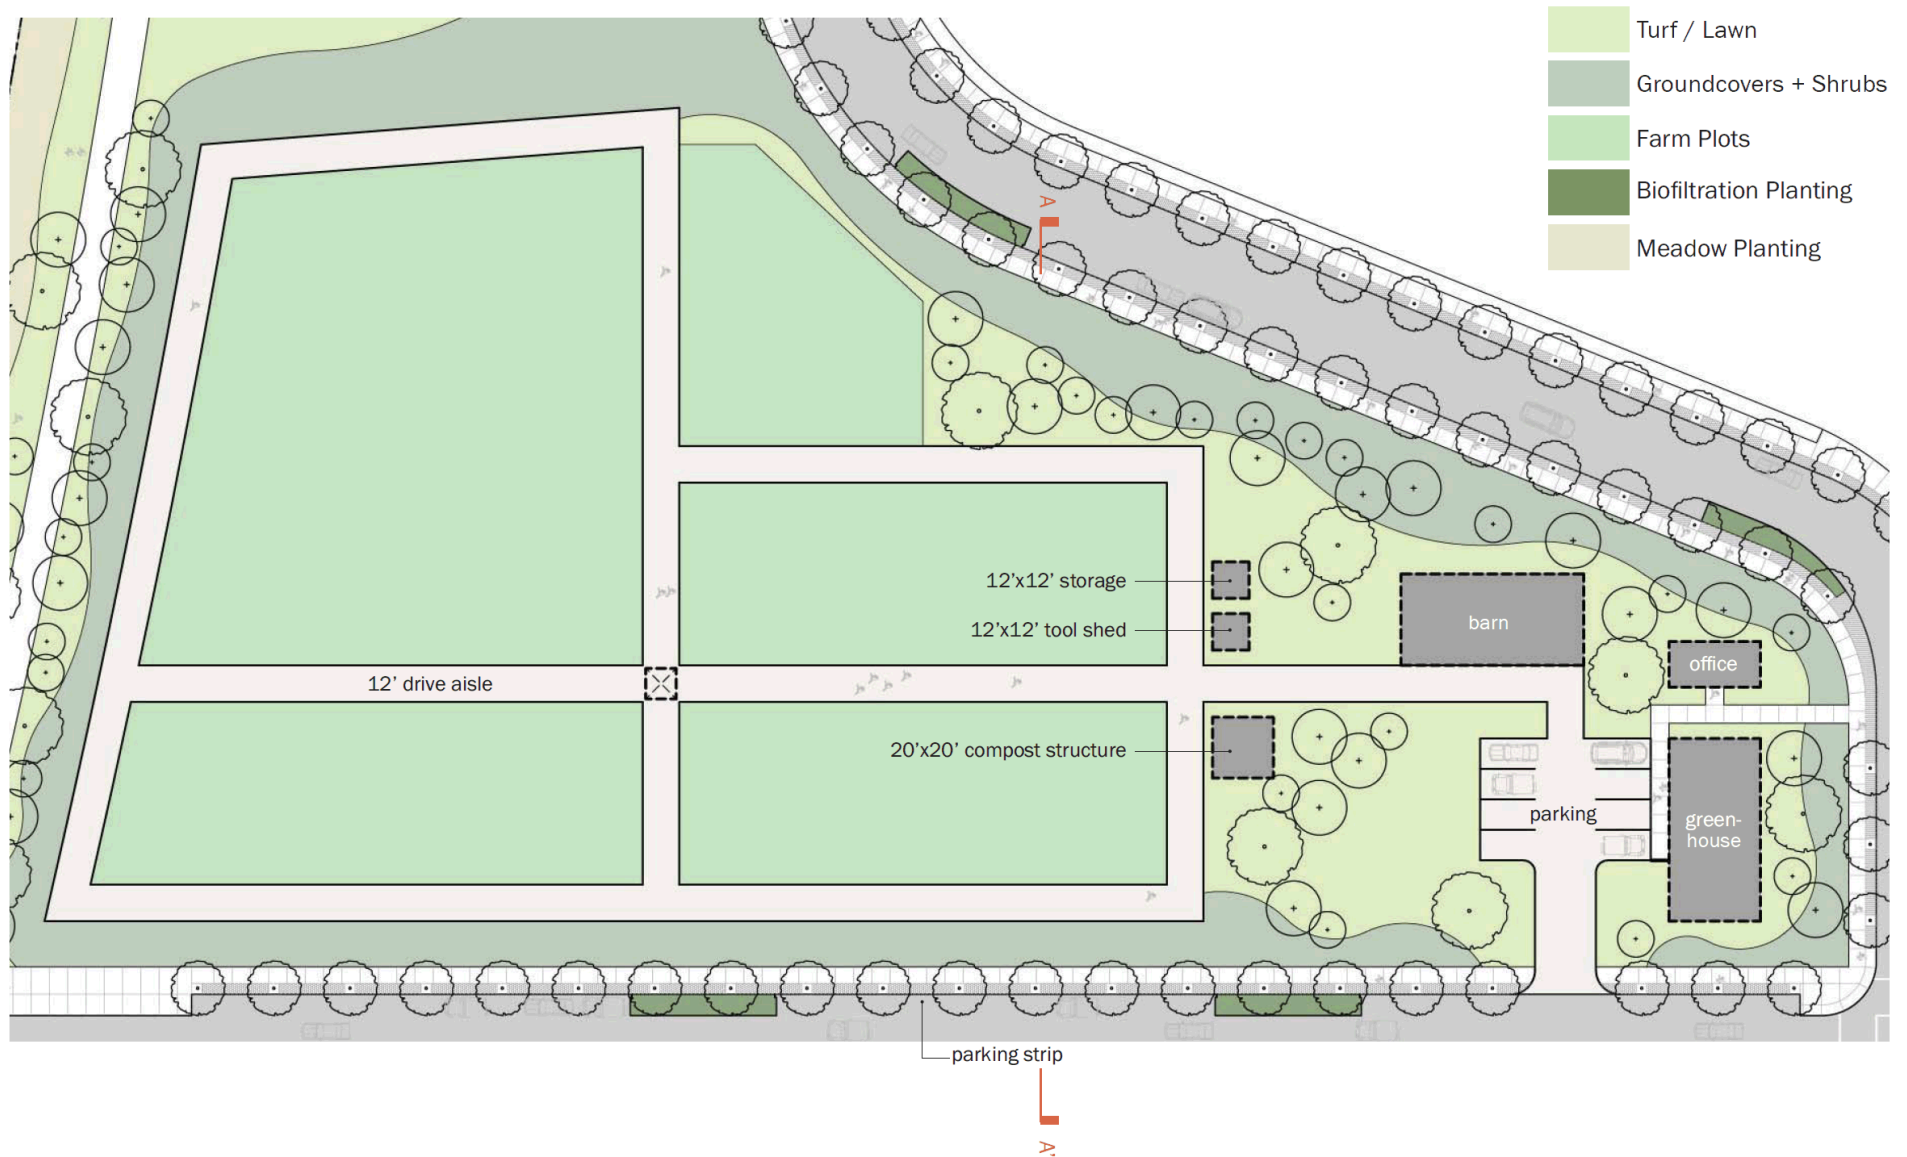 Turf / Lawn
Groundcovers + Shrubs
Farm Plots
Biofiltration Planting
Meadow Planting
A
12’x12’ storage
12’x12’ tool shed
barn
office
12’ drive aisle
20’x20’ compost structure
parking
green-
house
parking strip
A’